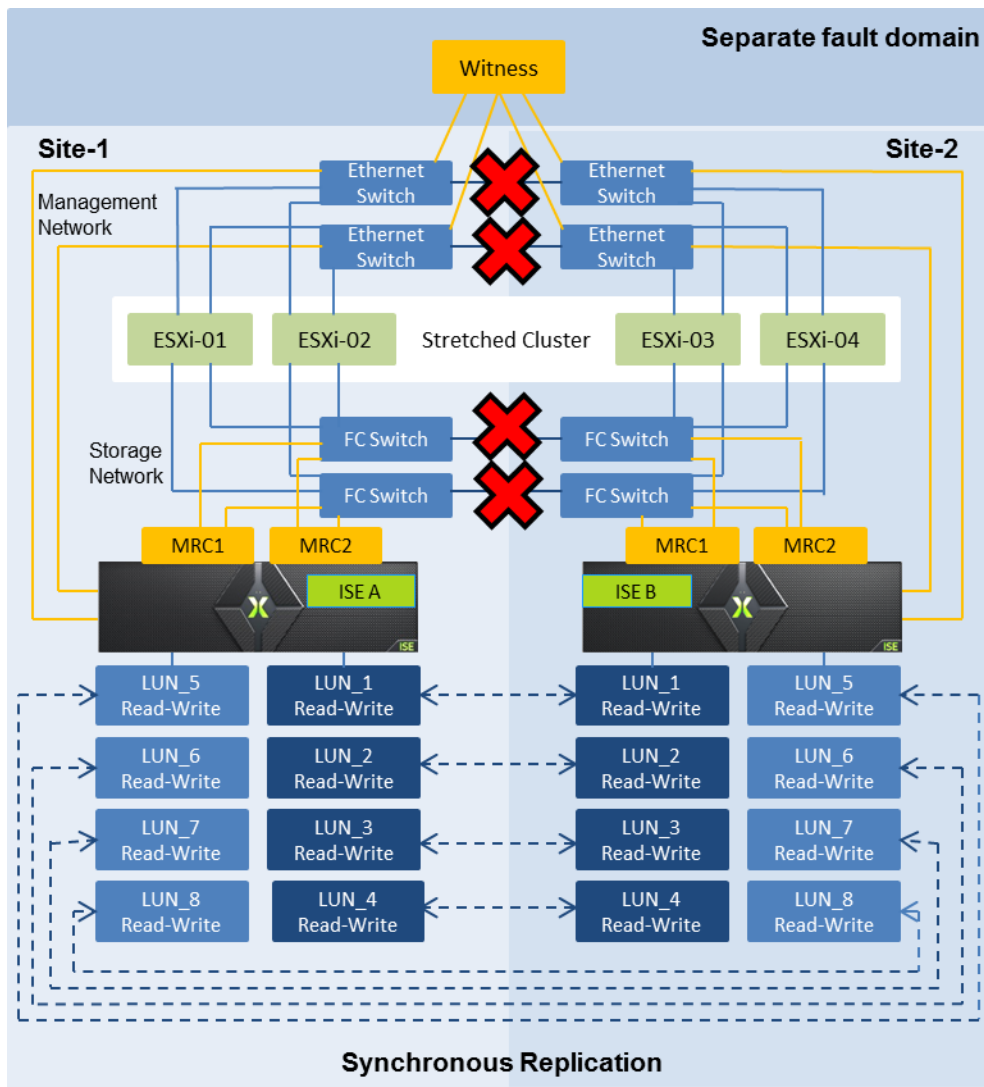 Separate fault domain
Witness
Site-1
Site-2
Ethernet
Switch
Ethernet
Switch
Management
Network
Ethernet
Switch
Ethernet
Switch
ESXi-01
ESXi-02
Stretched Cluster
ESXi-03
ESXi-04
FC Switch
FC Switch
Storage
Network
FC Switch
FC Switch
MRC1
MRC2
MRC1
MRC2
ISE A
ISE B
ISE
ISE
LUN_5
Read-Write
LUN_1
Read-Write
LUN_1
Read-Write
LUN_5
Read-Write
LUN_6
Read-Write
LUN_2
Read-Write
LUN_2
Read-Write
LUN_6
Read-Write
LUN_7
Read-Write
LUN_3
Read-Write
LUN_3
Read-Write
LUN_7
Read-Write
LUN_8
Read-Write
LUN_4
Read-Write
LUN_4
Read-Write
LUN_8
Read-Write
Synchronous Replication